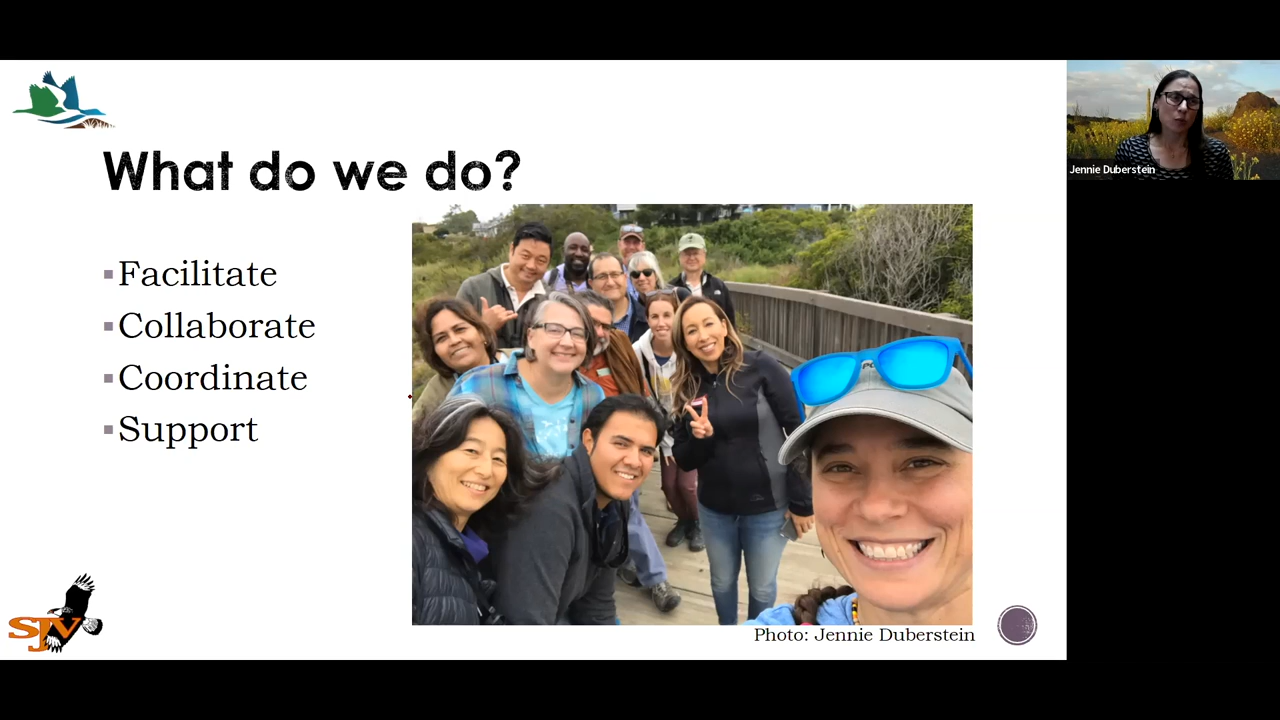 What do we do?
Facilitate
Collaborate
Coordinate
Support
Photo: Jennie Duberstein
SJV
Jennie Duberstein